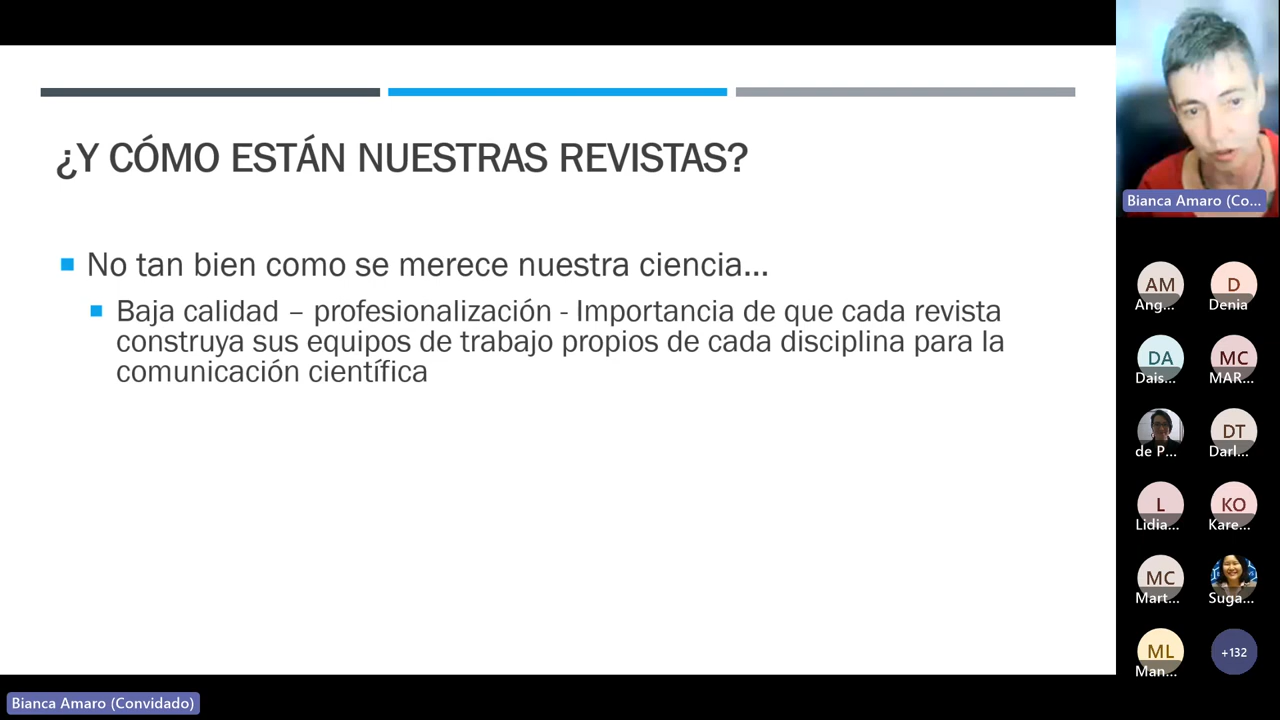 ¿Y CÓMO ESTÁN NUESTRAS REVISTAS?
No tan bien como se merece nuestra ciencia...
Baja calidad – profesionalización - Importancia de que cada revista
construya sus equipos de trabajo propios de cada disciplina para la
comunicación científica
Bianca Amaro (Co...
AM
Ang...
D
Denia
DA
Dais...
MC
MAR...
de P...
DT
Darl...
L
Lidia...
KO
Kare...
MC
Mart...
Suga...
ML
Man...
+132
Bianca Amaro (Convidado)